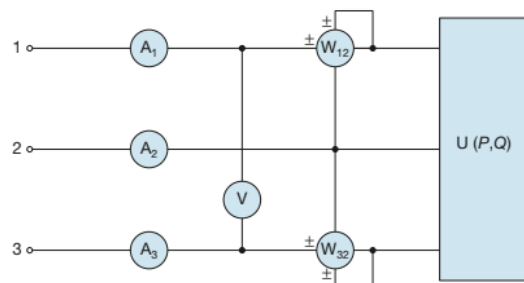 ±
1 A₁ ± W₁₂
2 A₂ U (P,Q)
V
3 A₃ ± W₃₂
±